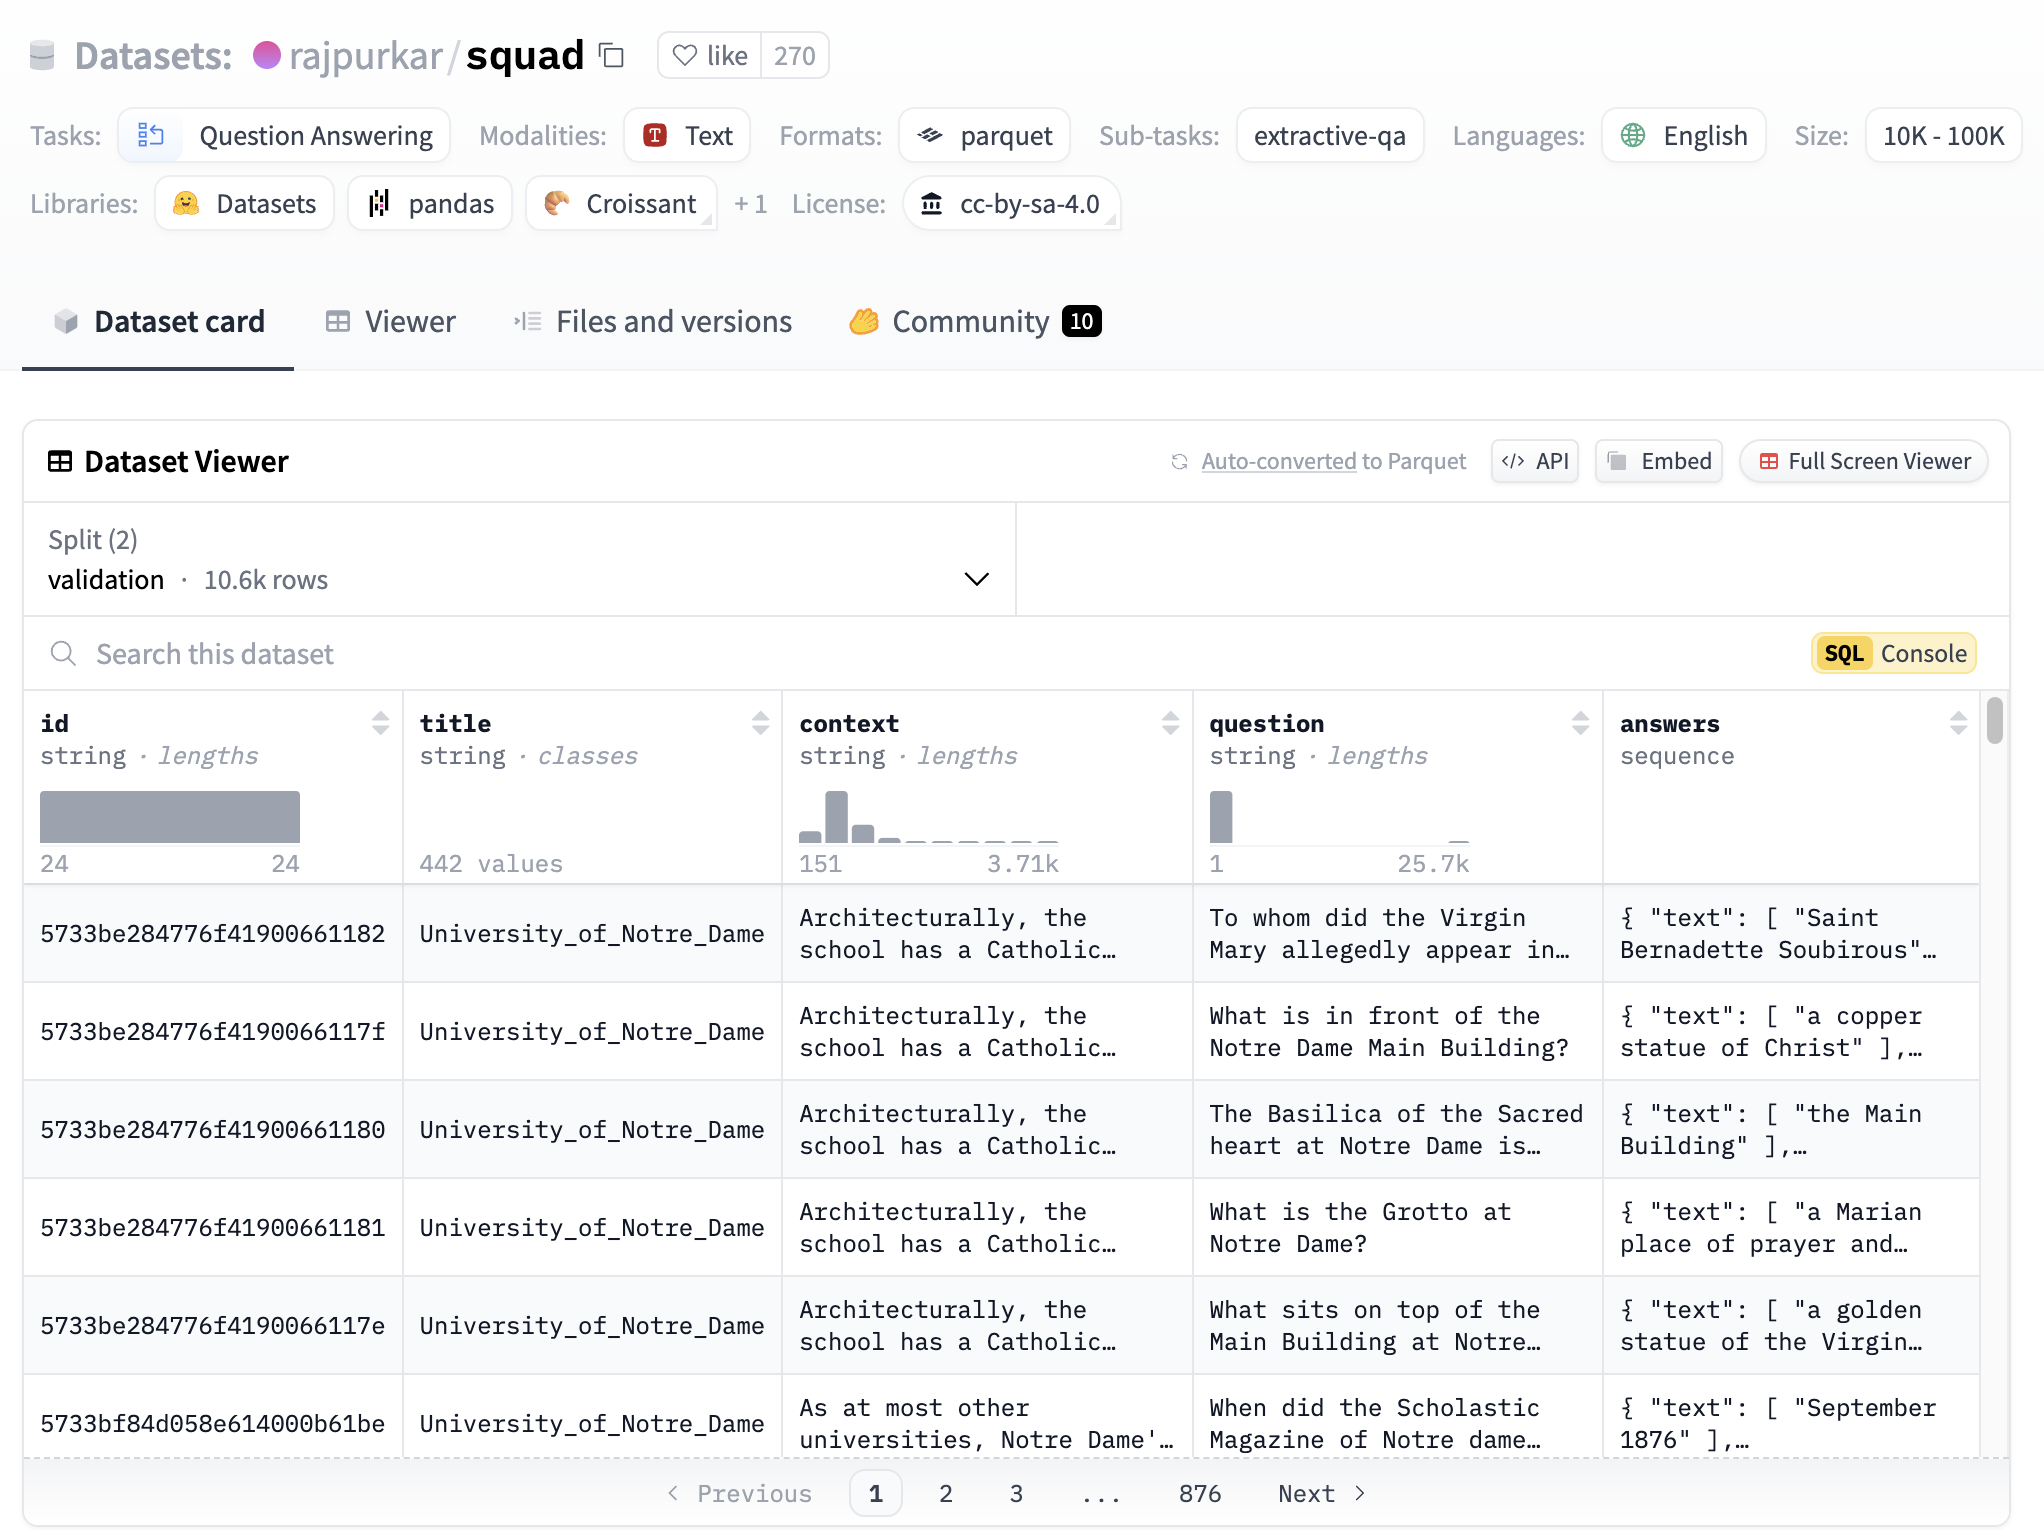 Datasets: rajpurkar/squad like 270
Tasks: Question Answering Modalities: Text Formats: parquet Sub-tasks: extractive-qa Languages: English Size: 10K - 100K
Libraries: Datasets pandas Croissant + 1 License: cc-by-sa-4.0
Dataset card Viewer Files and versions Community 10
Dataset Viewer Auto-converted to Parquet </> API Embed Full Screen Viewer
Split (2)
validation · 10.6k rows
Search this dataset SQL Console
id title context question answers
string · lengths string · classes string · lengths string · lengths sequence
24 24 442 values 151 3.71k 1 25.7k
5733be284776f41900661182 University_of_Notre_Dame Architecturally, the school has a Catholic… To whom did the Virgin Mary allegedly appear in… { "text": [ "Saint Bernadette Soubirous"…
5733be284776f4190066117f University_of_Notre_Dame Architecturally, the school has a Catholic… What is in front of the Notre Dame Main Building? { "text": [ "a copper statue of Christ" ],…
5733be284776f41900661180 University_of_Notre_Dame Architecturally, the school has a Catholic… The Basilica of the Sacred heart at Notre Dame is… { "text": [ "the Main Building" ],…
5733be284776f41900661181 University_of_Notre_Dame Architecturally, the school has a Catholic… What is the Grotto at Notre Dame? { "text": [ "a Marian place of prayer and…
5733be284776f4190066117e University_of_Notre_Dame Architecturally, the school has a Catholic… What sits on top of the Main Building at Notre… { "text": [ "a golden statue of the Virgin…
5733bf84d058e614000b61be University_of_Notre_Dame As at most other universities, Notre Dame'… When did the Scholastic Magazine of Notre dame… { "text": [ "September 1876" ],…
< Previous 1 2 3 ... 876 Next >